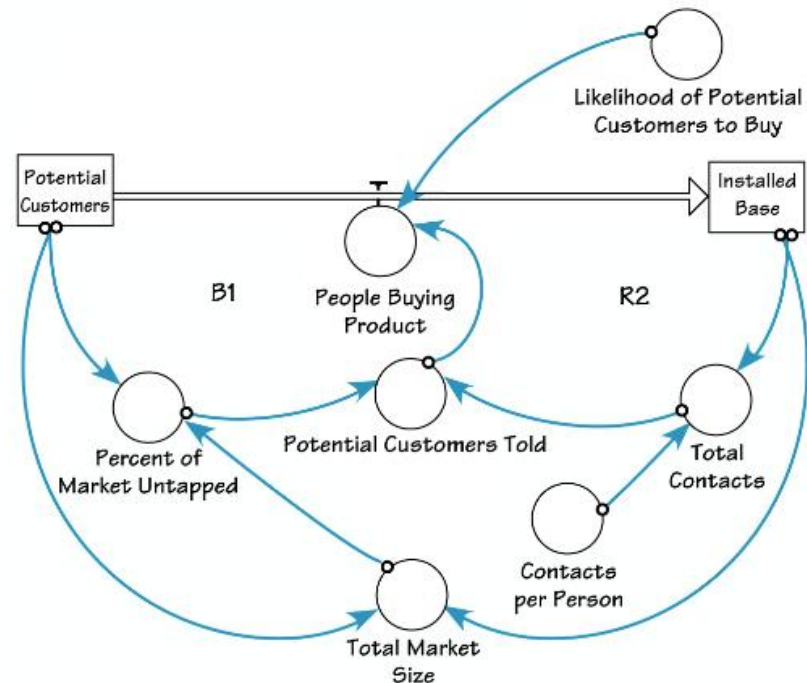 Likelihood of Potential
Customers to Buy
Potential
Customers
Installed
Base
People Buying
Product
B1
R2
Percent of
Market Untapped
Potential Customers Told
Total
Contacts
Contacts
per Person
Total Market
Size